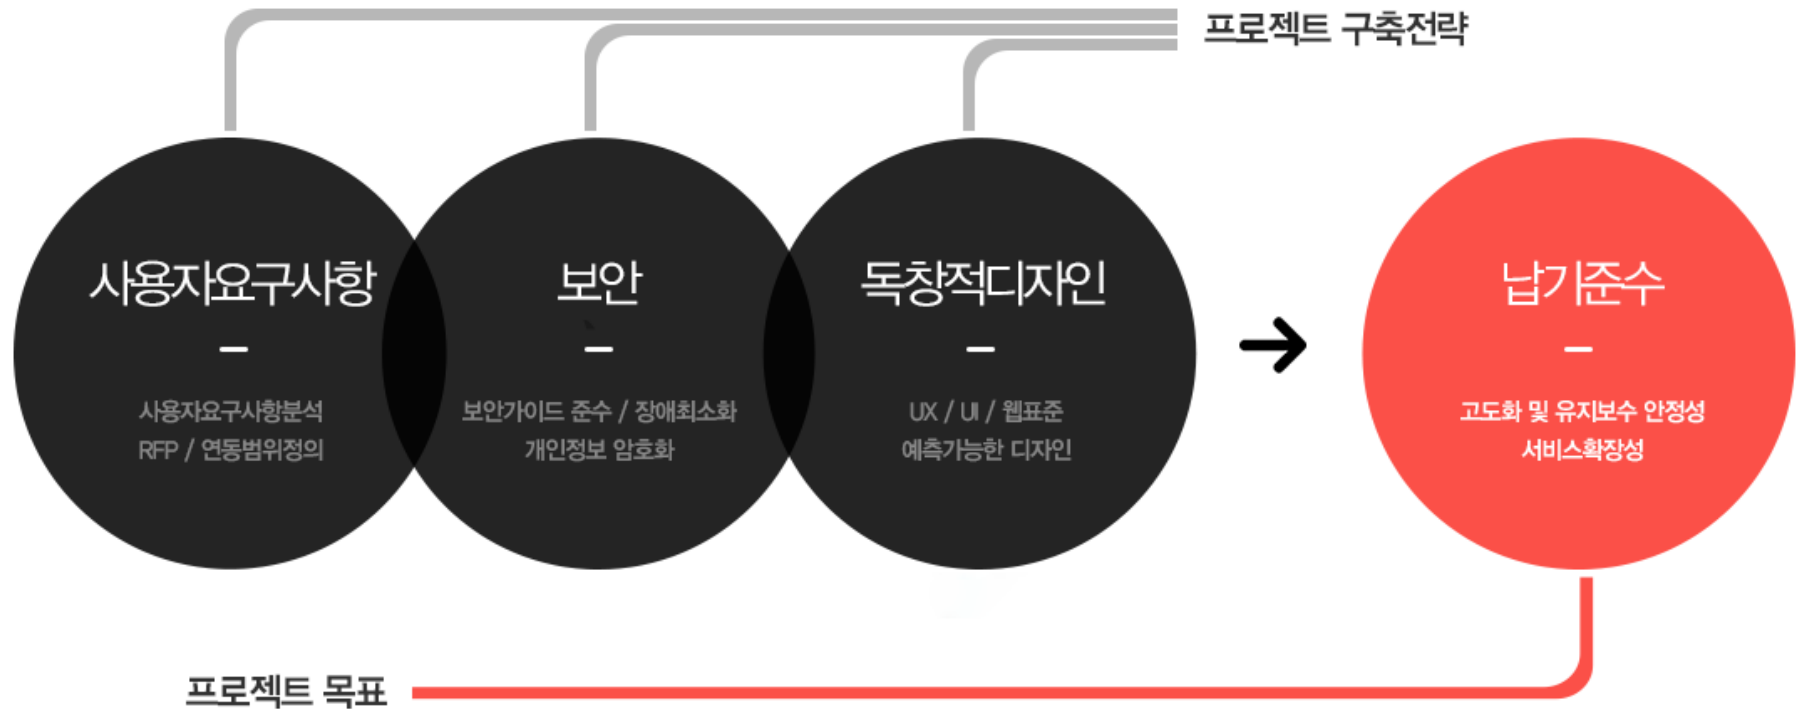 프로젝트 구축전략
사용자요구사항
사용자요구사항분석
RFP / 연동범위정의
보안
보안가이드 준수 / 장애최소화
개인정보 암호화
독창적디자인
UX / UI / 웹표준
예측가능한 디자인
납기준수
고도화 및 유지보수 안정성
서비스확장성
프로젝트 목표